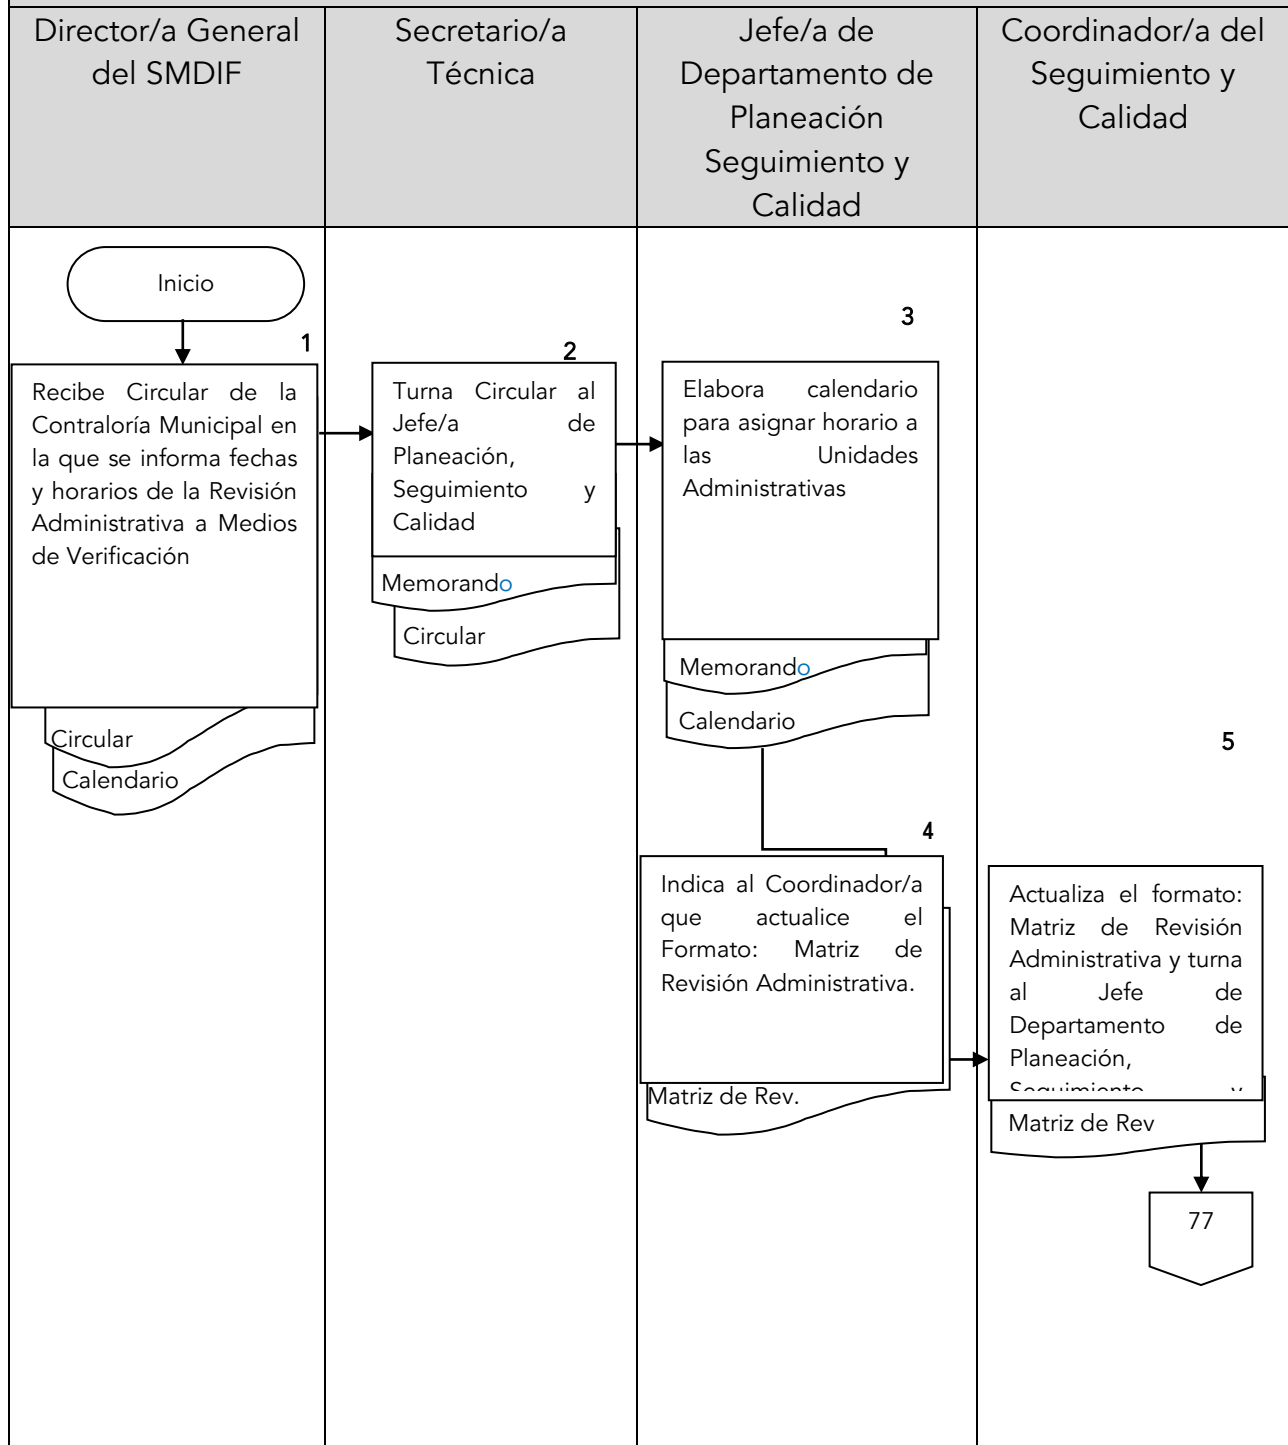 Director/a General
del SMDIF
Secretario/a
Técnica
Jefe/a de
Departamento de
Planeación
Seguimiento y
Calidad
Coordinador/a del
Seguimiento y
Calidad
Inicio
1
Recibe Circular de la
Contraloría Municipal en
la que se informa fechas
y horarios de la Revisión
Administrativa a Medios
de Verificación
Circular
Calendario
2
Turna Circular al
Jefe/a de
Planeación,
Seguimiento y
Calidad
Memorando
Circular
3
Elabora calendario
para asignar horario a
las Unidades
Administrativas
Memorando
Calendario
4
Indica al Coordinador/a
que actualice el
Formato: Matriz de
Revisión Administrativa.
Matriz de Rev.
5
Actualiza el formato:
Matriz de Revisión
Administrativa y turna
al Jefe de
Departamento de
Planeación,
Seguimiento y
Matriz de Rev
77